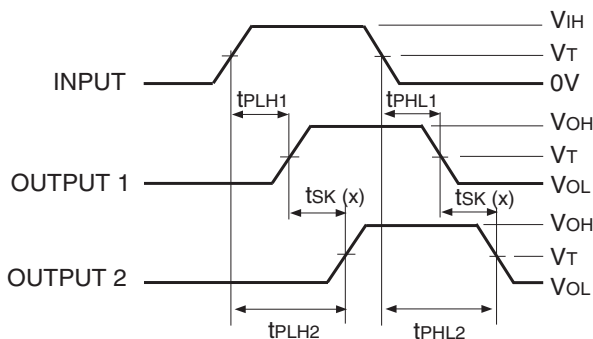 VIH
VT
INPUT
0V
tPLH1
tPHL1
VOH
VT
OUTPUT 1
VOL
tSK (x)
tSK (x)
VOH
VT
OUTPUT 2
VOL
tPLH2
tPHL2